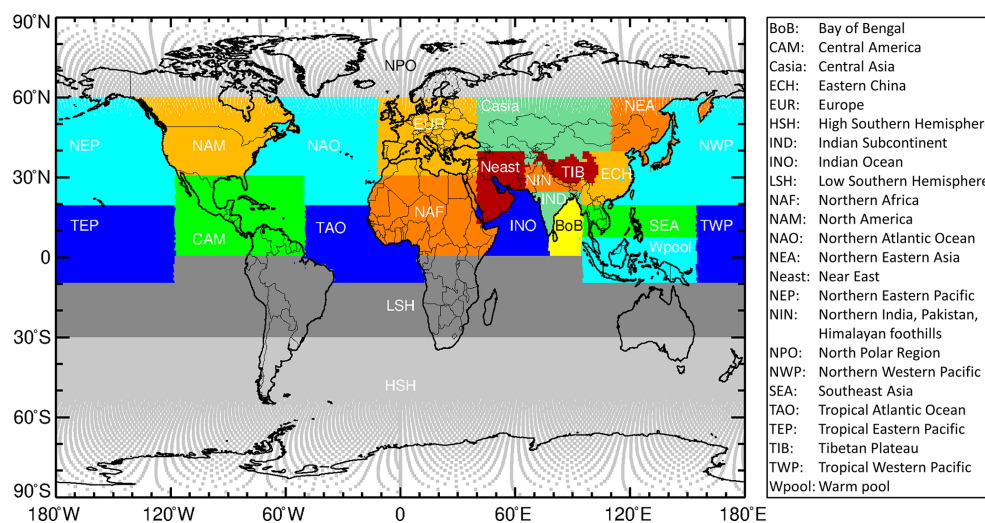 90°N
60°N
30°N
0
30°S
60°S
90°S
180°W
120°W
60°W
0
60°E
120°E
180°E
NPO
Casia
NEA
EUR
NEP
NAM
NAO
NWP
Neast
TIB
ECH
NIN
IND
NAF
TEP
CAM
TAO
INO
BoB
SEA
TWP
Wpool
LSH
HSH
BoB: Bay of Bengal
CAM: Central America
Casia: Central Asia
ECH: Eastern China
EUR: Europe
HSH: High Southern Hemisphere
IND: Indian Subcontinent
INO: Indian Ocean
LSH: Low Southern Hemisphere
NAF: Northern Africa
NAM: North America
NAO: Northern Atlantic Ocean
NEA: Northern Eastern Asia
Neast: Near East
NEP: Northern Eastern Pacific
NIN: Northern India, Pakistan,
Himalayan foothills
NPO: North Polar Region
NWP: Northern Western Pacific
SEA: Southeast Asia
TAO: Tropical Atlantic Ocean
TEP: Tropical Eastern Pacific
TIB: Tibetan Plateau
TWP: Tropical Western Pacific
Wpool: Warm pool